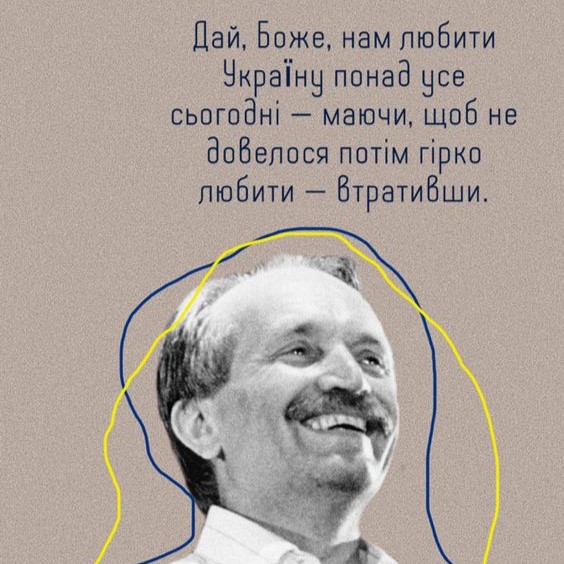 Дай, Боже, нам любити
Україну понад усе
сьогодні — маючи, щоб не
довелося потім гірко
любити — втративши.